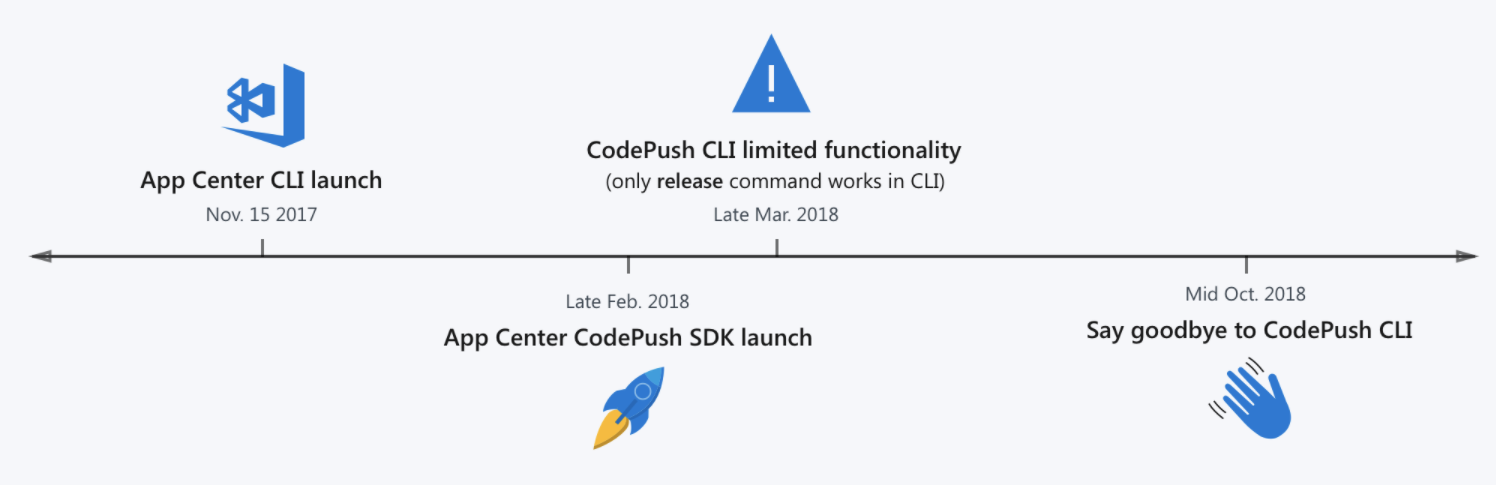 App Center CLI launch
Nov. 15 2017
CodePush CLI limited functionality
(only release command works in CLI)
Late Mar. 2018
Late Feb. 2018
App Center CodePush SDK launch
Mid Oct. 2018
Say goodbye to CodePush CLI